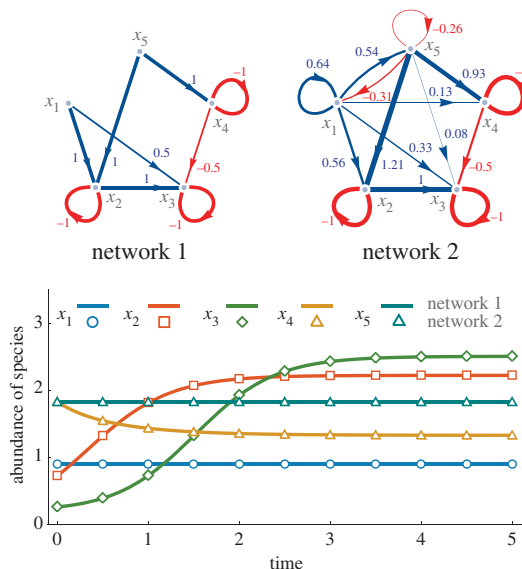 x5
x1
x4
x2
x3
1
1
1
0.5
1
–0.5
–1
–1
–1
network 1
x5
x1
x4
x2
x3
–0.26
0.64
0.54
0.93
–1
–0.31
0.13
0.33
0.08
–0.5
0.56
1.21
1
–1
–1
network 2
x1 x2 x3 x4 x5 network 1
network 2
abundance of species
3
2
1
0
0 1 2 3 4 5
time